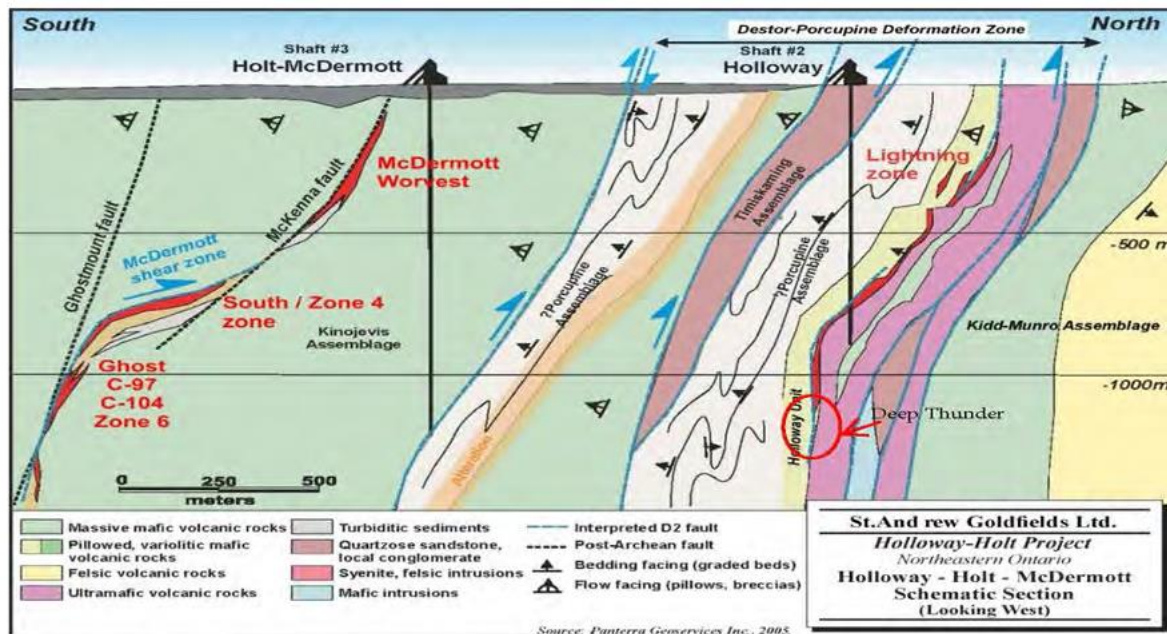 South
North
Destor-Porcupine Deformation Zone
Shaft #3
Holt-McDermott
Shaft #2
Holloway
McDermott
Worvest
Lightning
zone
Ghostmount fault
McKenna fault
McDermott
shear zone
Timiskaming
Assemblage
-500 m
South / Zone 4
zone
Kinojevis
Assemblage
?Porcupine
Assemblage
?Porcupine
Assemblage
Kidd-Munro Assemblage
Ghost
C-97
C-104
Zone 6
-1000m
Deep Thunder
Holloway Unit
Alteration
0 250 500
meters
Massive mafic volcanic rocks
Pillowed, variolitic mafic
volcanic rocks
Felsic volcanic rocks
Ultramafic volcanic rocks
Turbiditic sediments
Quartzose sandstone,
local conglomerate
Syenite, felsic intrusions
Mafic intrusions
Interpreted D2 fault
Post-Archean fault
Bedding facing (graded beds)
Flow facing (pillows, breccias)
St.And rew Goldfields Ltd.
Holloway-Holt Project
Northeastern Ontario
Holloway - Holt - McDermott
Schematic Section
(Looking West)
Source: Panterra Geoservices Inc., 2005